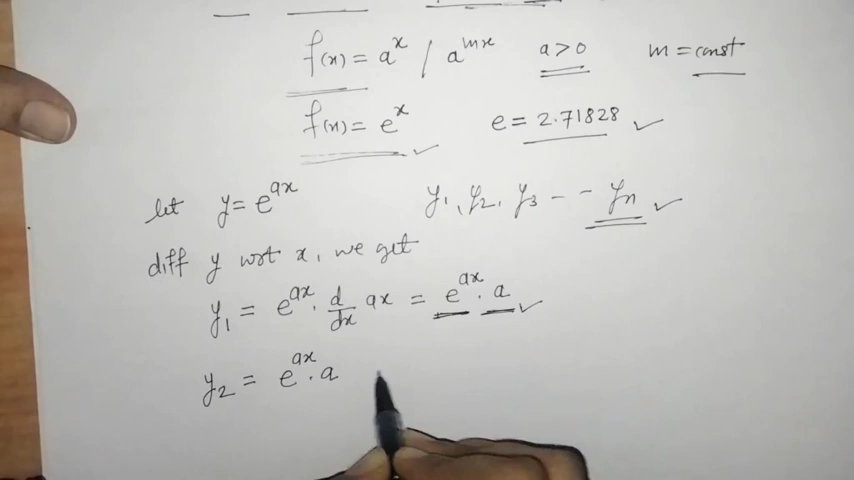 f(x) = a^x / a^mx a > 0 m = const
f(x) = e^x e = 2.71828 ✓
let y = e^ax y1, y2, y3 - - yn ✓
diff y wrt x, we get
y1 = e^ax . d/dx ax = e^ax . a ✓
y2 = e^ax . a